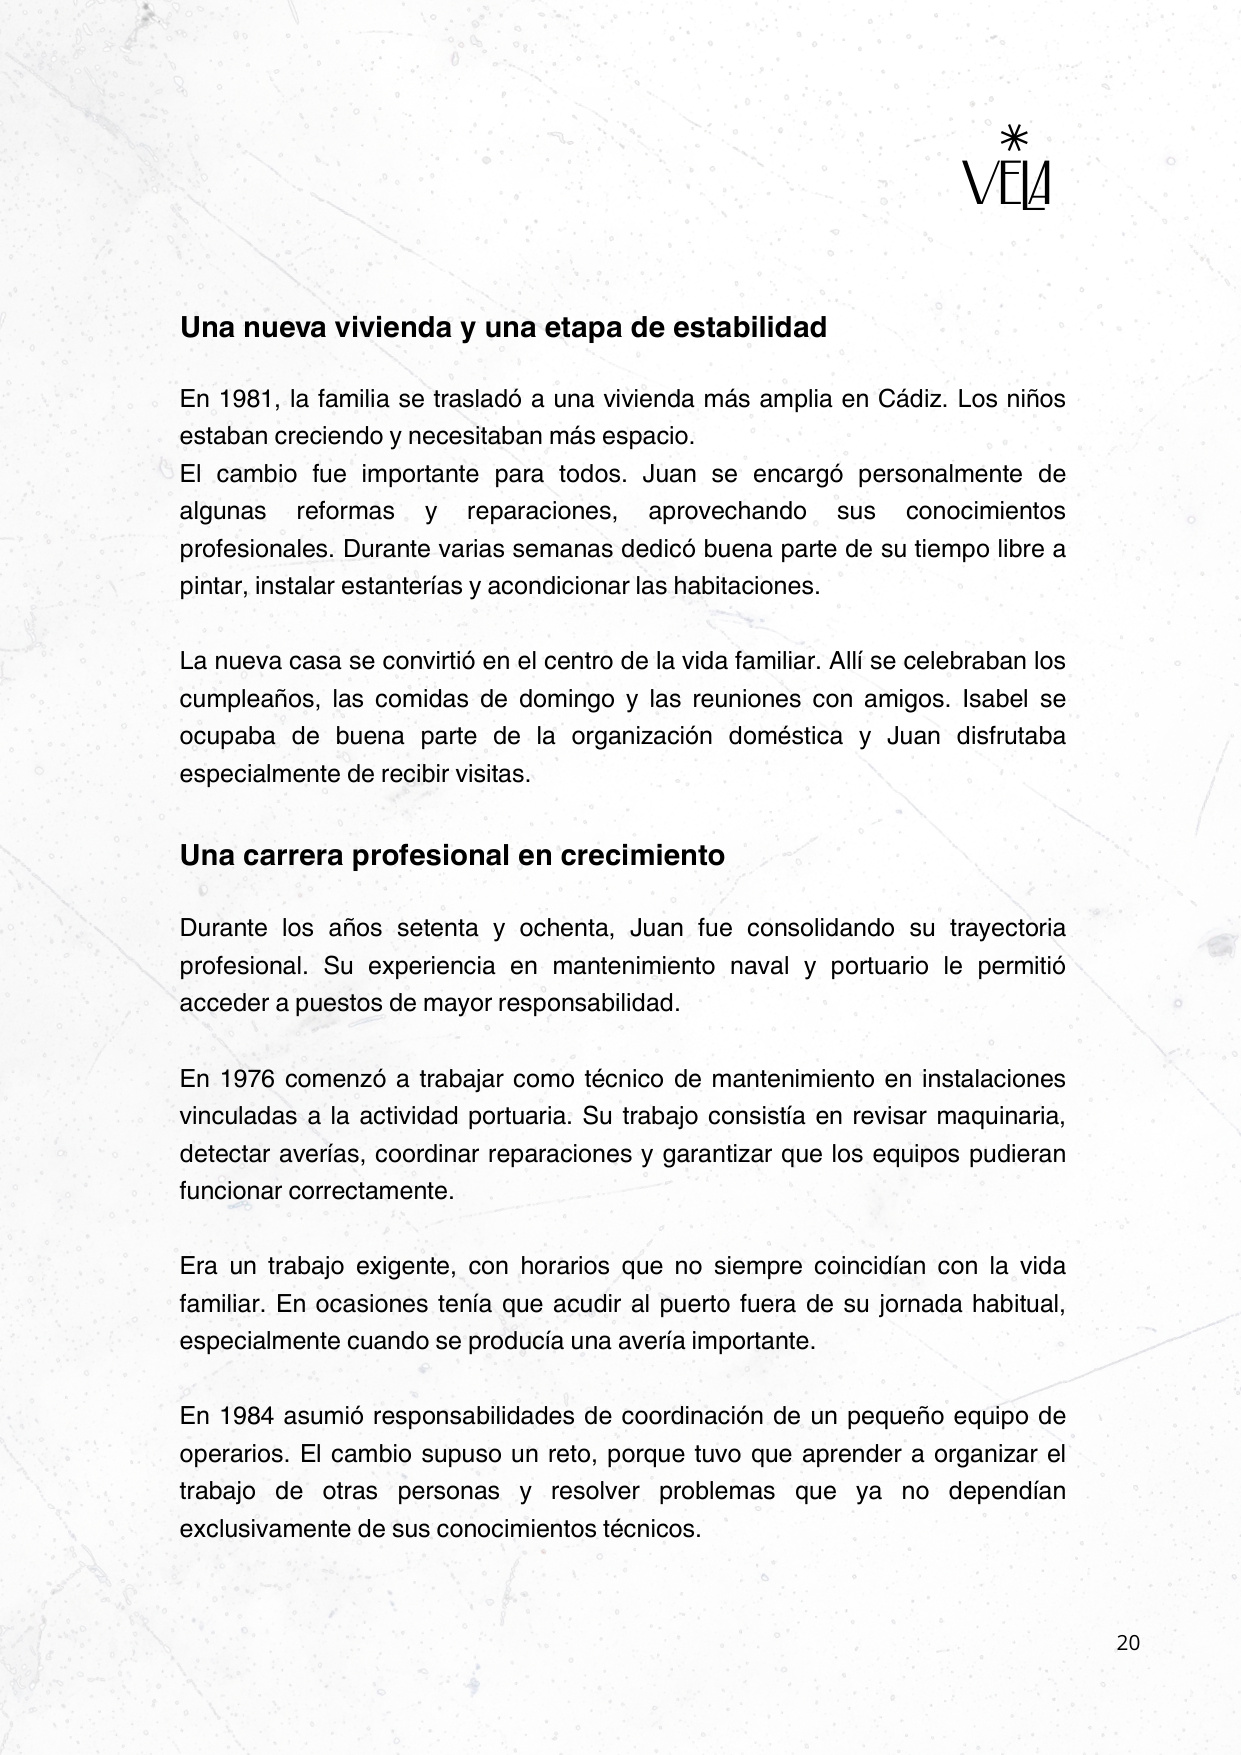 VELA
Una nueva vivienda y una etapa de estabilidad
En 1981, la familia se trasladó a una vivienda más amplia en Cádiz. Los niños
estaban creciendo y necesitaban más espacio.
El cambio fue importante para todos. Juan se encargó personalmente de
algunas reformas y reparaciones, aprovechando sus conocimientos
profesionales. Durante varias semanas dedicó buena parte de su tiempo libre a
pintar, instalar estanterías y acondicionar las habitaciones.
La nueva casa se convirtió en el centro de la vida familiar. Allí se celebraban los
cumpleaños, las comidas de domingo y las reuniones con amigos. Isabel se
ocupaba de buena parte de la organización doméstica y Juan disfrutaba
especialmente de recibir visitas.
Una carrera profesional en crecimiento
Durante los años setenta y ochenta, Juan fue consolidando su trayectoria
profesional. Su experiencia en mantenimiento naval y portuario le permitió
acceder a puestos de mayor responsabilidad.
En 1976 comenzó a trabajar como técnico de mantenimiento en instalaciones
vinculadas a la actividad portuaria. Su trabajo consistía en revisar maquinaria,
detectar averías, coordinar reparaciones y garantizar que los equipos pudieran
funcionar correctamente.
Era un trabajo exigente, con horarios que no siempre coincidían con la vida
familiar. En ocasiones tenía que acudir al puerto fuera de su jornada habitual,
especialmente cuando se producía una avería importante.
En 1984 asumió responsabilidades de coordinación de un pequeño equipo de
operarios. El cambio supuso un reto, porque tuvo que aprender a organizar el
trabajo de otras personas y resolver problemas que ya no dependían
exclusivamente de sus conocimientos técnicos.
20